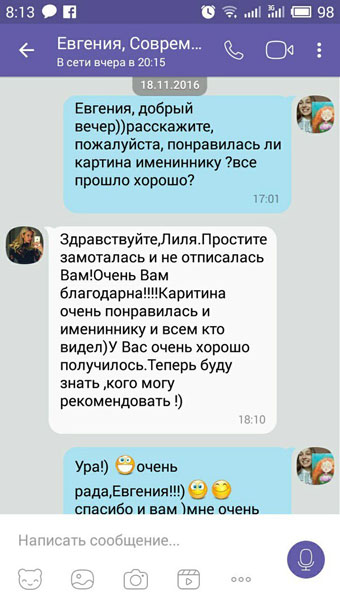 8:13
3G
98
Евгения, Соврем...
В сети вчера в 20:15
18.11.2016
Евгения, добрый
вечер))расскажите,
пожалуйста, понравилась ли
картина имениннику ?все
прошло хорошо?
17:01
Здравствуйте,Лиля.Простите
замоталась и не отписалась
Вам!Очень Вам
благодарна!!!!Каритина
очень понравилась и
имениннику и всем кто
видел)У Вас очень хорошо
получилось.Теперь буду
знать ,кого могу
рекомендовать !)
18:10
Ура!) очень
рада,Евгения!!!)
спасибо и вам )мне очень
Написать сообщение...